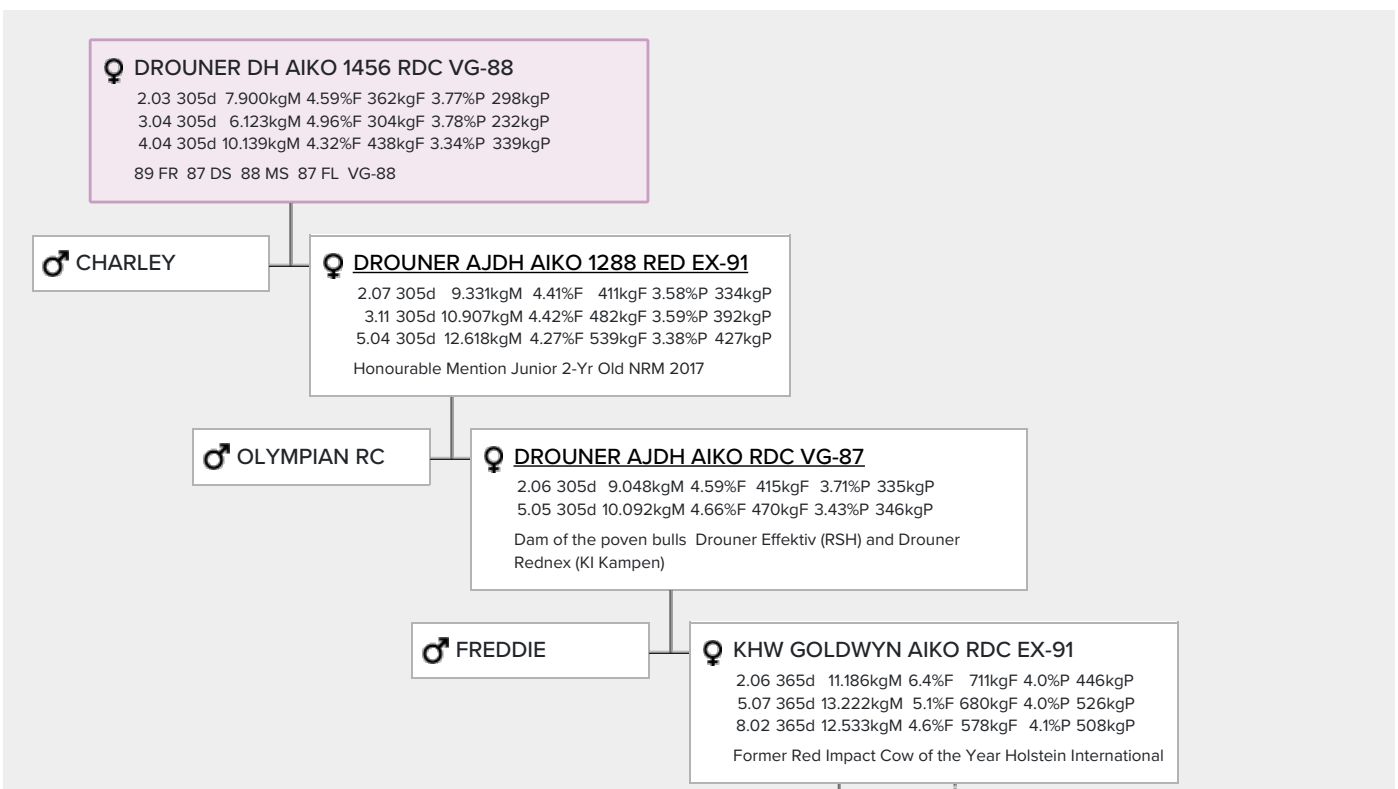 DROUNER DH AIKO 1456 RDC VG-88
2.03 305d 7.900kgM 4.59%F 362kgF 3.77%P 298kgP
3.04 305d 6.123kgM 4.96%F 304kgF 3.78%P 232kgP
4.04 305d 10.139kgM 4.32%F 438kgF 3.34%P 339kgP
89 FR 87 DS 88 MS 87 FL VG-88
CHARLEY
DROUNER AJDH AIKO 1288 RED EX-91
2.07 305d 9.331kgM 4.41%F 411kgF 3.58%P 334kgP
3.11 305d 10.907kgM 4.42%F 482kgF 3.59%P 392kgP
5.04 305d 12.618kgM 4.27%F 539kgF 3.38%P 427kgP
Honourable Mention Junior 2-Yr Old NRM 2017
OLYMPIAN RC
DROUNER AJDH AIKO RDC VG-87
2.06 305d 9.048kgM 4.59%F 415kgF 3.71%P 335kgP
5.05 305d 10.092kgM 4.66%F 470kgF 3.43%P 346kgP
Dam of the poven bulls Drouner Effektiv (RSH) and Drouner
Rednex (KI Kampen)
FREDDIE
KHW GOLDWYN AIKO RDC EX-91
2.06 365d 11.186kgM 6.4%F 711kgF 4.0%P 446kgP
5.07 365d 13.222kgM 5.1%F 680kgF 4.0%P 526kgP
8.02 365d 12.533kgM 4.6%F 578kgF 4.1%P 508kgP
Former Red Impact Cow of the Year Holstein International